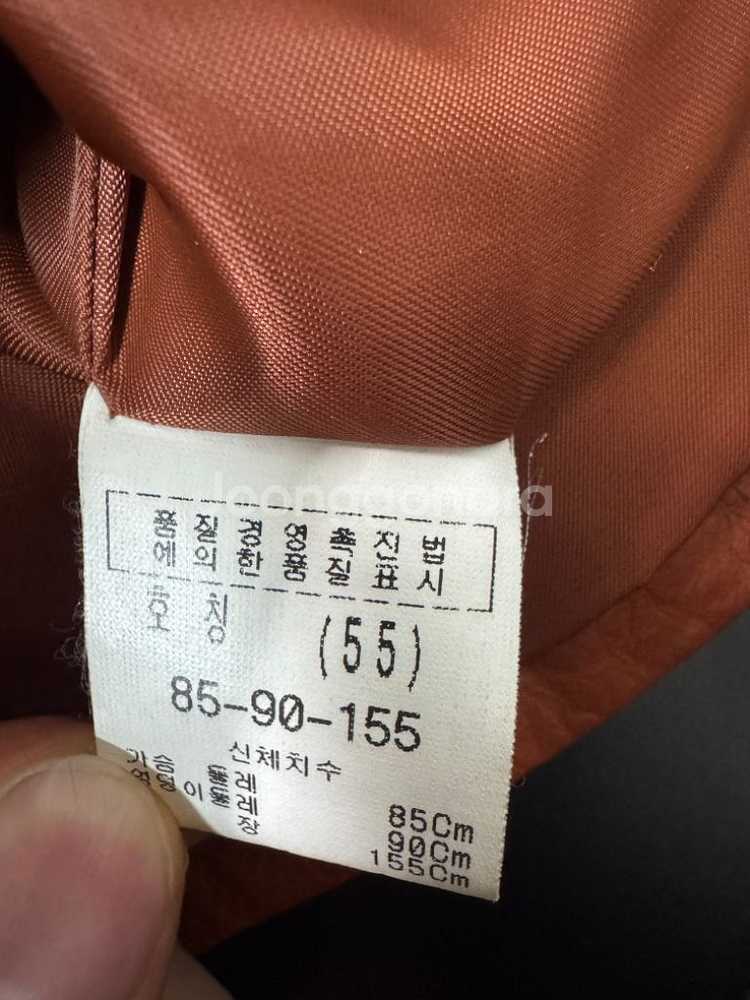 joonggonara
품 질 경 영 촉 진 법
에 의 한 품 질 표 시
호 칭 (55)
85-90-155
신체치수
가슴 둘레 85Cm
엉덩이둘레 90Cm
장 155Cm